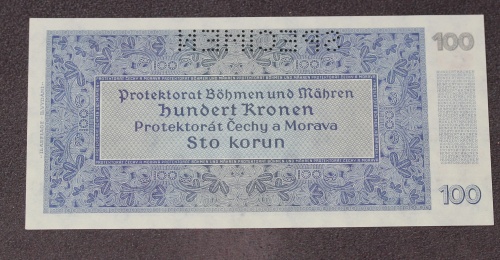 100
Protektorat Böhmen und Mähren
Hundert Kronen
Protektorát Čechy a Morava
Sto korun
100